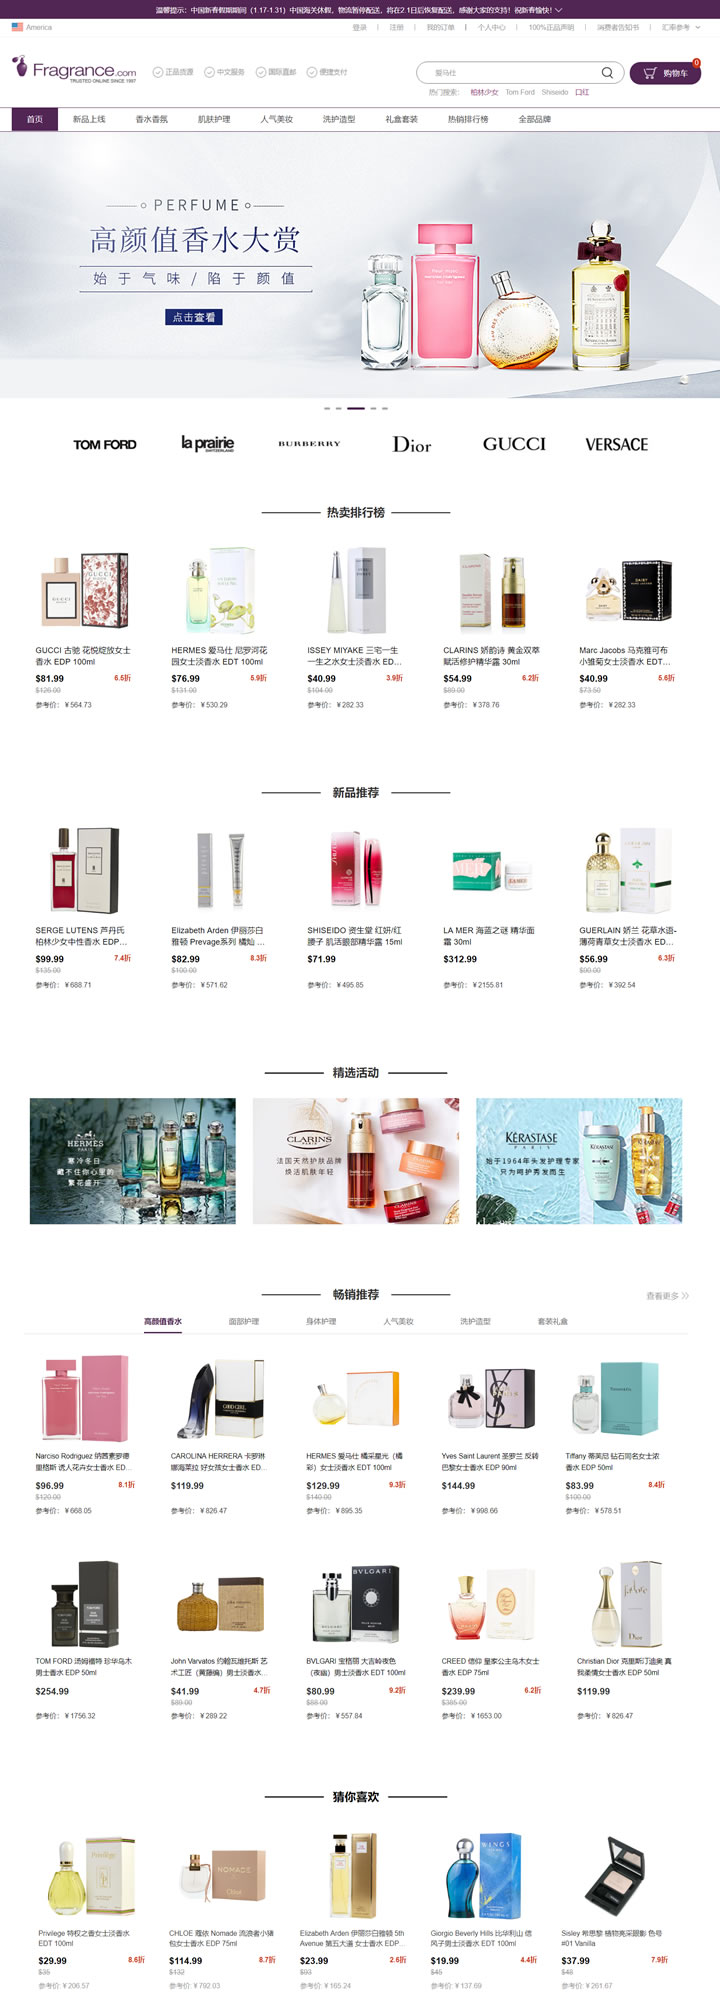 温馨提示：中国新春假期期间（1.17-1.31）中国海关休假，物流暂停配送，将在2.1日后恢复配送，感谢大家的支持！祝新春愉快！
America
登录 | 注册 | 我的订单 | 个人中心 | 100%正品声明 | 消费者告知书 | 汇率参考
Fragrance.com
TRUSTED ONLINE SINCE 1997
正品货源 中文服务 国际直邮 便捷支付
爱马仕
购物车
0
热门搜索： 柏林少女 Tom Ford Shiseido 口红
首页 新品上线 香水香氛 肌肤护理 人气美妆 洗护造型 礼盒套装 热销排行榜 全部品牌
PERFUME
高颜值香水大赏
始于气味/陷于颜值
点击查看
TOM FORD la prairie SWITZERLAND BURBERRY Dior GUCCI VERSACE
热卖排行榜
GUCCI 古驰 花悦绽放女士香水 EDP 100ml
$81.99 6.5折
$126.00
参考价：￥564.73
HERMES 爱马仕 尼罗河花园女士淡香水 EDT 100ml
$76.99 5.9折
$131.00
参考价：￥530.29
ISSEY MIYAKE 三宅一生 一生之水女士淡香水 ED...
$40.99 3.9折
$104.00
参考价：￥282.33
CLARINS 娇韵诗 黄金双萃赋活修护精华露 30ml
$54.99 6.2折
$89.00
参考价：￥378.76
Marc Jacobs 马克雅可布 小雏菊女士淡香水 EDT...
$40.99 5.6折
$73.50
参考价：￥282.33
新品推荐
SERGE LUTENS 芦丹氏 柏林少女中性香水 EDP...
$99.99 7.4折
$135.00
参考价：￥688.71
Elizabeth Arden 伊丽莎白雅顿 Prevage系列 橘灿 ...
$82.99 8.3折
$100.00
参考价：￥571.62
SHISEIDO 资生堂 红妍/红腰子 肌活眼部精华露 15ml
$71.99
参考价：￥495.85
LA MER 海蓝之谜 精华面霜 30ml
$312.99
参考价：￥2155.81
GUERLAIN 娇兰 花草水语-薄荷青草女士淡香水 ED...
$56.99 6.3折
$90.00
参考价：￥392.54
精选活动
HERMES
PARIS
寒冷冬日
藏不住你心里的
繁花盛开
CLARINS
法国天然护肤品牌
焕活肌肤年轻
KÉRASTASE
PARIS
始于1964年头发护理专家
只为呵护秀发而生
畅销推荐
查看更多
高颜值香水 面部护理 身体护理 人气美妆 洗护造型 套装礼盒
Narciso Rodriguez 纳茜素罗德里格斯 诱人花卉女士香水 ED...
$96.99 8.1折
$120.00
参考价：￥668.05
CAROLINA HERRERA 卡罗琳娜海莱拉 好女孩女士香水 ED...
$119.99
参考价：￥826.47
HERMES 爱马仕 橘采星光（橘彩）女士淡香水 EDT 100ml
$129.99 9.3折
$140.00
参考价：￥895.35
Yves Saint Laurent 圣罗兰 反转巴黎女士香水 EDP 90ml
$144.99
参考价：￥998.66
Tiffany 蒂芙尼 钻石同名女士浓香水 EDP 50ml
$83.99 8.4折
$100.00
参考价：￥578.51
TOM FORD 汤姆福特 珍华乌木男士香水 EDP 50ml
$254.99
参考价：￥1756.32
John Varvatos 约翰瓦维托斯 艺术工匠（黄藤编）男士淡香水...
$41.99 4.7折
$89.00
参考价：￥289.22
BVLGARI 宝格丽 大吉岭夜色（夜幽）男士淡香水 EDT 100ml
$80.99 9.2折
$88.00
参考价：￥557.84
CREED 信仰 皇家公主乌木女士香水 EDP 75ml
$239.99 6.2折
$385.00
参考价：￥1653.00
Christian Dior 克里斯汀迪奥 真我柔情女士香水 EDP 50ml
$119.99
参考价：￥826.47
猜你喜欢
Privilege 特权之香女士淡香水 EDT 100ml
$29.99 8.6折
$35
参考价：￥206.57
CHLOE 蔻依 Nomade 流浪者小猪包女士香水 EDP 75ml
$114.99 8.7折
$132
参考价：￥792.03
Elizabeth Arden 伊丽莎白雅顿 5th Avenue 第五大道 女士香水 EDP...
$23.99 2.6折
$93
参考价：￥165.24
Giorgio Beverly Hills 比华利山 信风子男士淡香水 EDT 100ml
$19.99 4.4折
$45
参考价：￥137.69
Sisley 希思黎 植物亮采眼影 色号 #01 Vanilla
$37.99 7.9折
$48
参考价：￥261.67